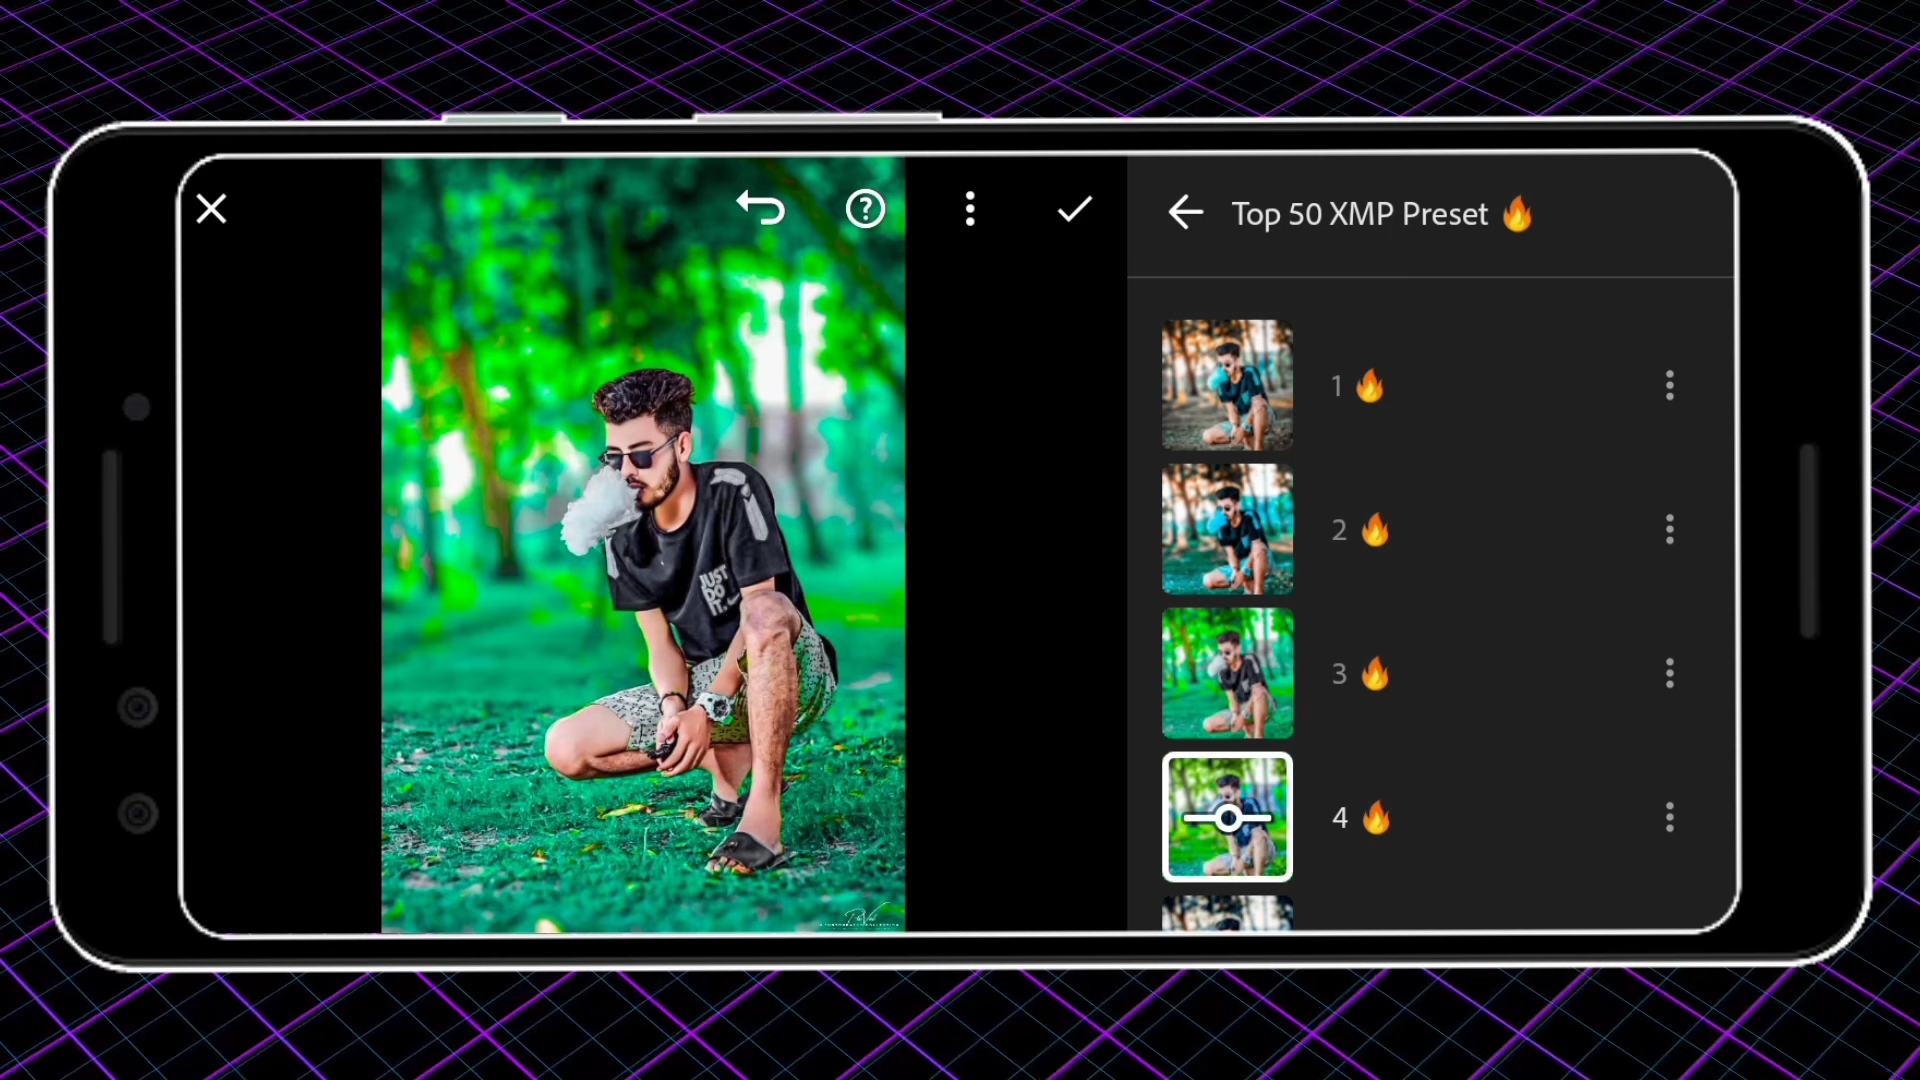 Top 50 XMP Preset 🔥
1 🔥
2 🔥
3 🔥
4 🔥
JUST
DO
IT.